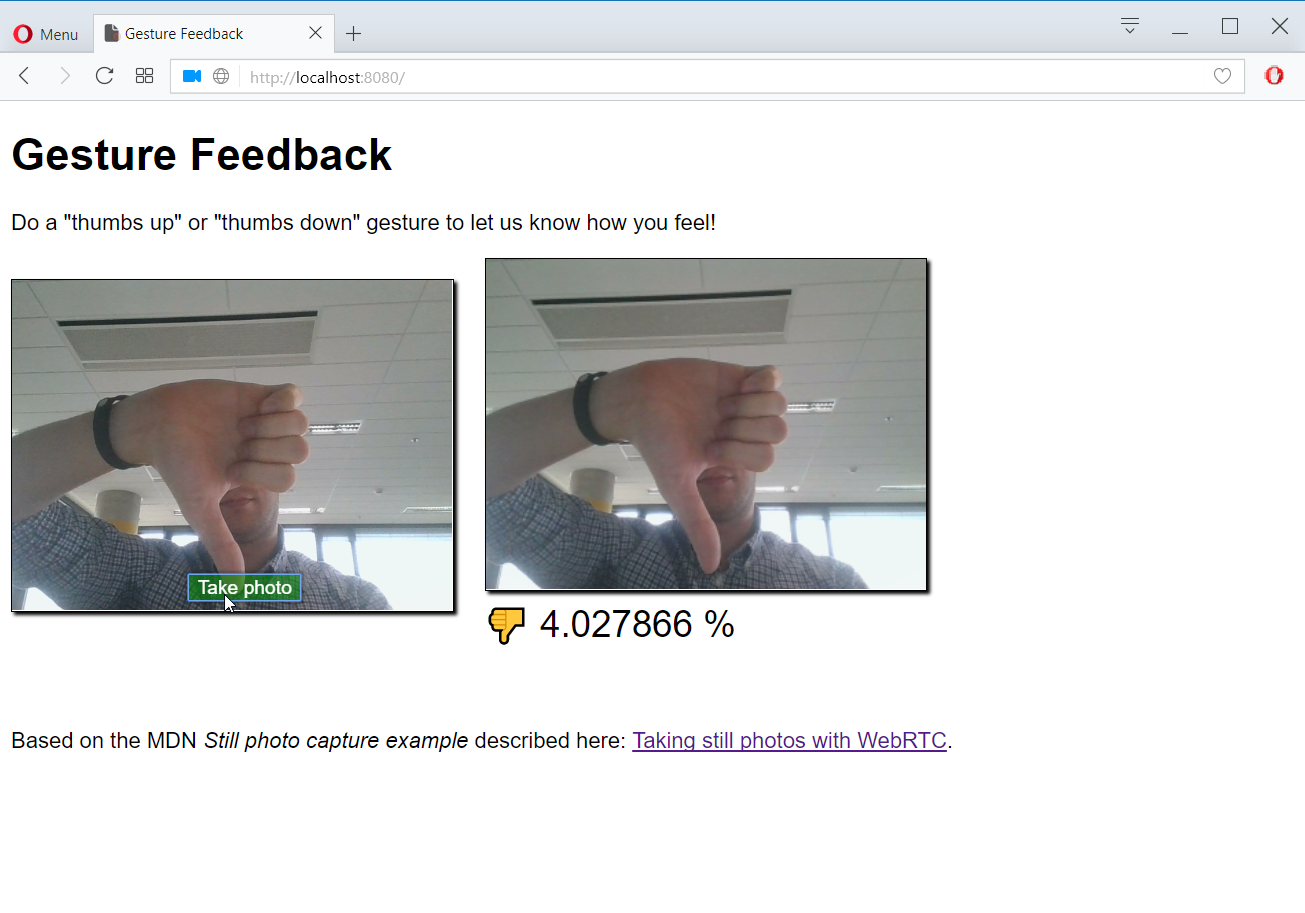 Menu
Gesture Feedback
http://localhost:8080/
Gesture Feedback
Do a "thumbs up" or "thumbs down" gesture to let us know how you feel!
Take photo
👎 4.027866 %
Based on the MDN Still photo capture example described here: Taking still photos with WebRTC.